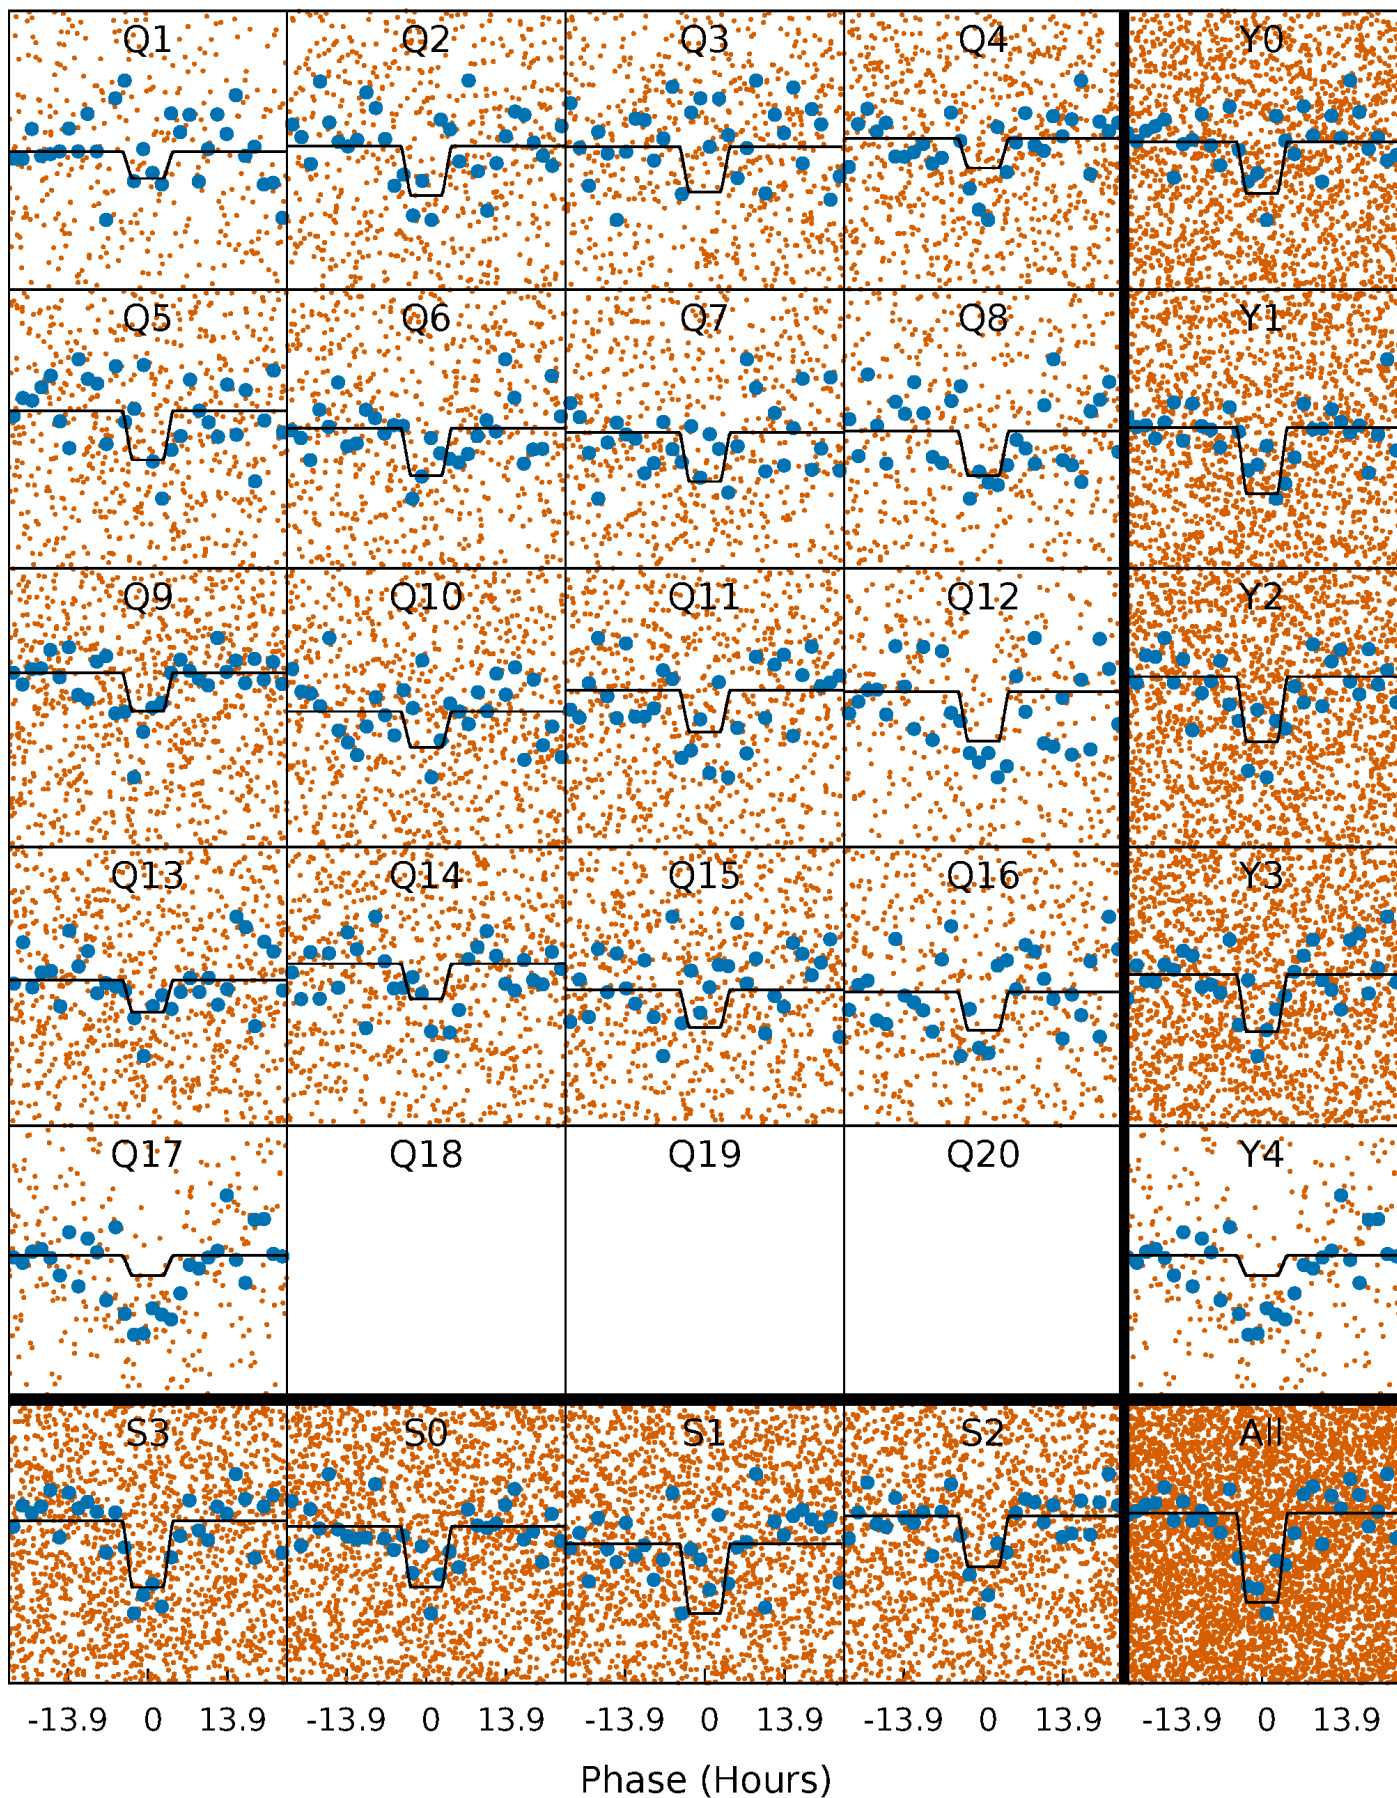 Q1 Q2 Q3 Q4 Y0
Q5 Q6 Q7 Q8 Y1
Q9 Q10 Q11 Q12 Y2
Q13 Q14 Q15 Q16 Y3
Q17 Q18 Q19 Q20 Y4
S3 S0 S1 S2 All
-13.9 0 13.9 -13.9 0 13.9 -13.9 0 13.9 -13.9 0 13.9 -13.9 0 13.9
Phase (Hours)